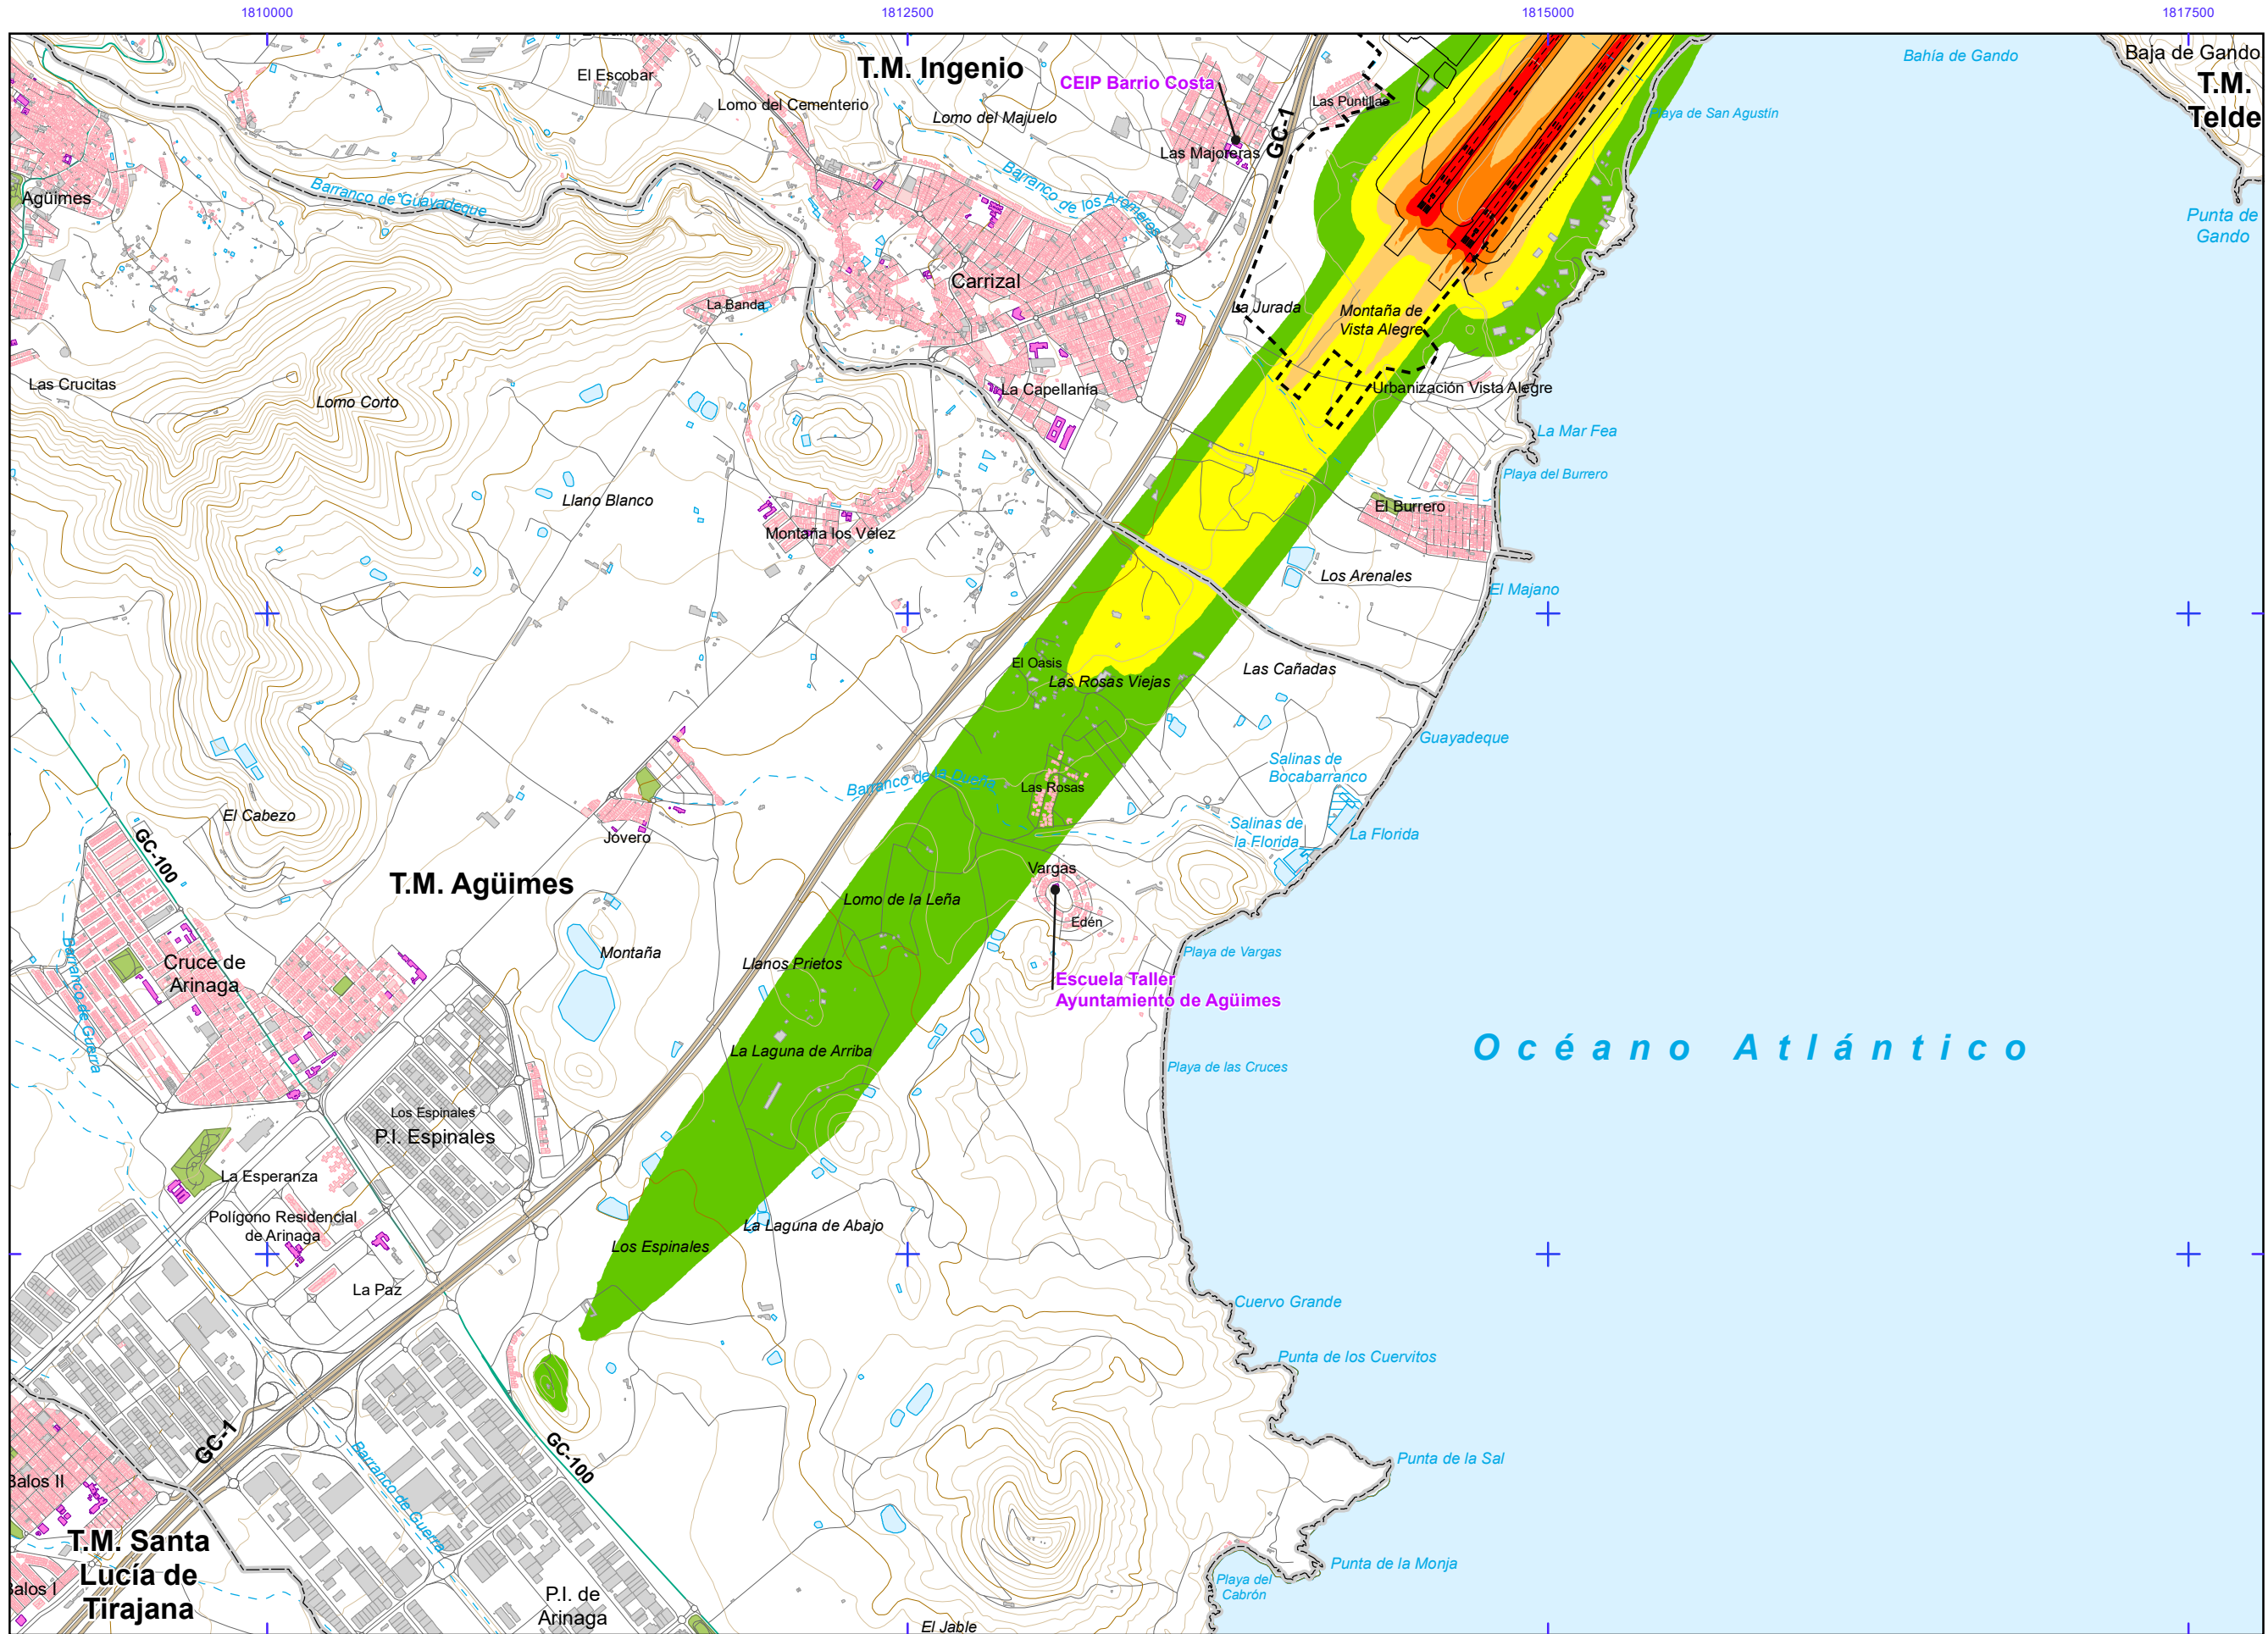 1810000
1812500
1815000
1817500
Bahía de Gando
Baja de Gando
T.M. Ingenio
El Escobar
CEIP Barrio Costa
T.M.
Telde
Lomo del Cementerio
Lomo del Majuelo
Las Puntillas
Playa de San Agustín
GC-1
Las Majoreras
Agüimes
Barranco de Guayadeque
Barranco de los Aromeros
Punta de
Gando
Carrizal
La Banda
La Jurada
Montaña de
Vista Alegre
Las Crucitas
Lomo Corto
La Capellanía
Urbanización Vista Alegre
La Mar Fea
Playa del Burrero
Llano Blanco
El Burrero
Montaña los Vélez
Los Arenales
El Majano
El Oasis
Las Rosas Viejas
Las Cañadas
Guayadeque
Salinas de
Bocabarranco
Barranco de la Dueña
Las Rosas
El Cabezo
Jovero
Salinas de
la Florida
La Florida
GC-100
T.M. Agüimes
Vargas
Lomo de la Leña
Edén
Barranco de Guerra
Cruce de
Arinaga
Montaña
Llanos Prietos
Playa de Vargas
Escuela Taller
Ayuntamiento de Agüimes
Océano Atlántico
La Laguna de Arriba
Playa de las Cruces
Los Espinales
P.I. Espinales
La Esperanza
Polígono Residencial
de Arinaga
La Laguna de Abajo
Los Espinales
La Paz
Cuervo Grande
Punta de los Cuervitos
GC-1
Barranco de Guerra
GC-100
Punta de la Sal
Balos II
T.M. Santa
Lucía de
Tirajana
Balos I
P.I. de
Arinaga
Punta de la Monja
Playa del
Cabrón
El Jable